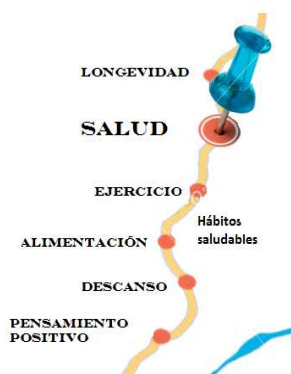 LONGEVIDAD
SALUD
EJERCICIO
Hábitos
saludables
ALIMENTACIÓN
DESCANSO
PENSAMIENTO
POSITIVO